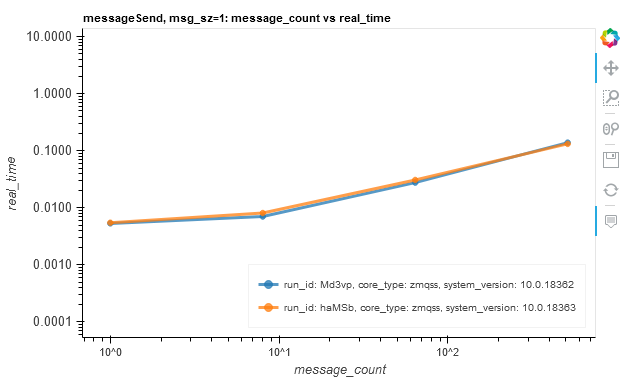 messageSend, msg_sz=1: message_count vs real_time
10.0000
1.0000
0.1000
0.0100
0.0010
0.0001
real_time
run_id: Md3vp, core_type: zmqss, system_version: 10.0.18362
run_id: haMSb, core_type: zmqss, system_version: 10.0.18363
10^0 10^1 10^2
message_count